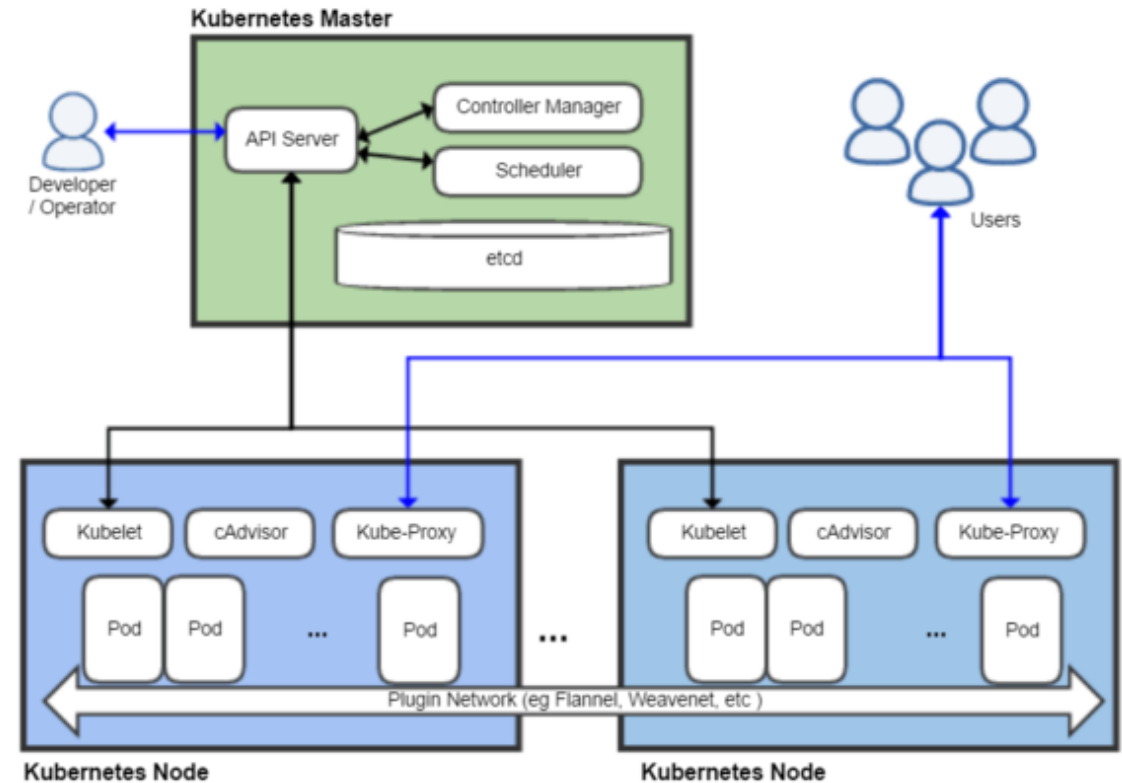 Kubernetes Master
Controller Manager
API Server
Scheduler
Developer
/ Operator
Users
etcd
Kubelet
cAdvisor
Kube-Proxy
Kubelet
cAdvisor
Kube-Proxy
Pod
Pod
...
Pod
...
Pod
Pod
...
Pod
Plugin Network (eg Flannel, Weavenet, etc )
Kubernetes Node
Kubernetes Node